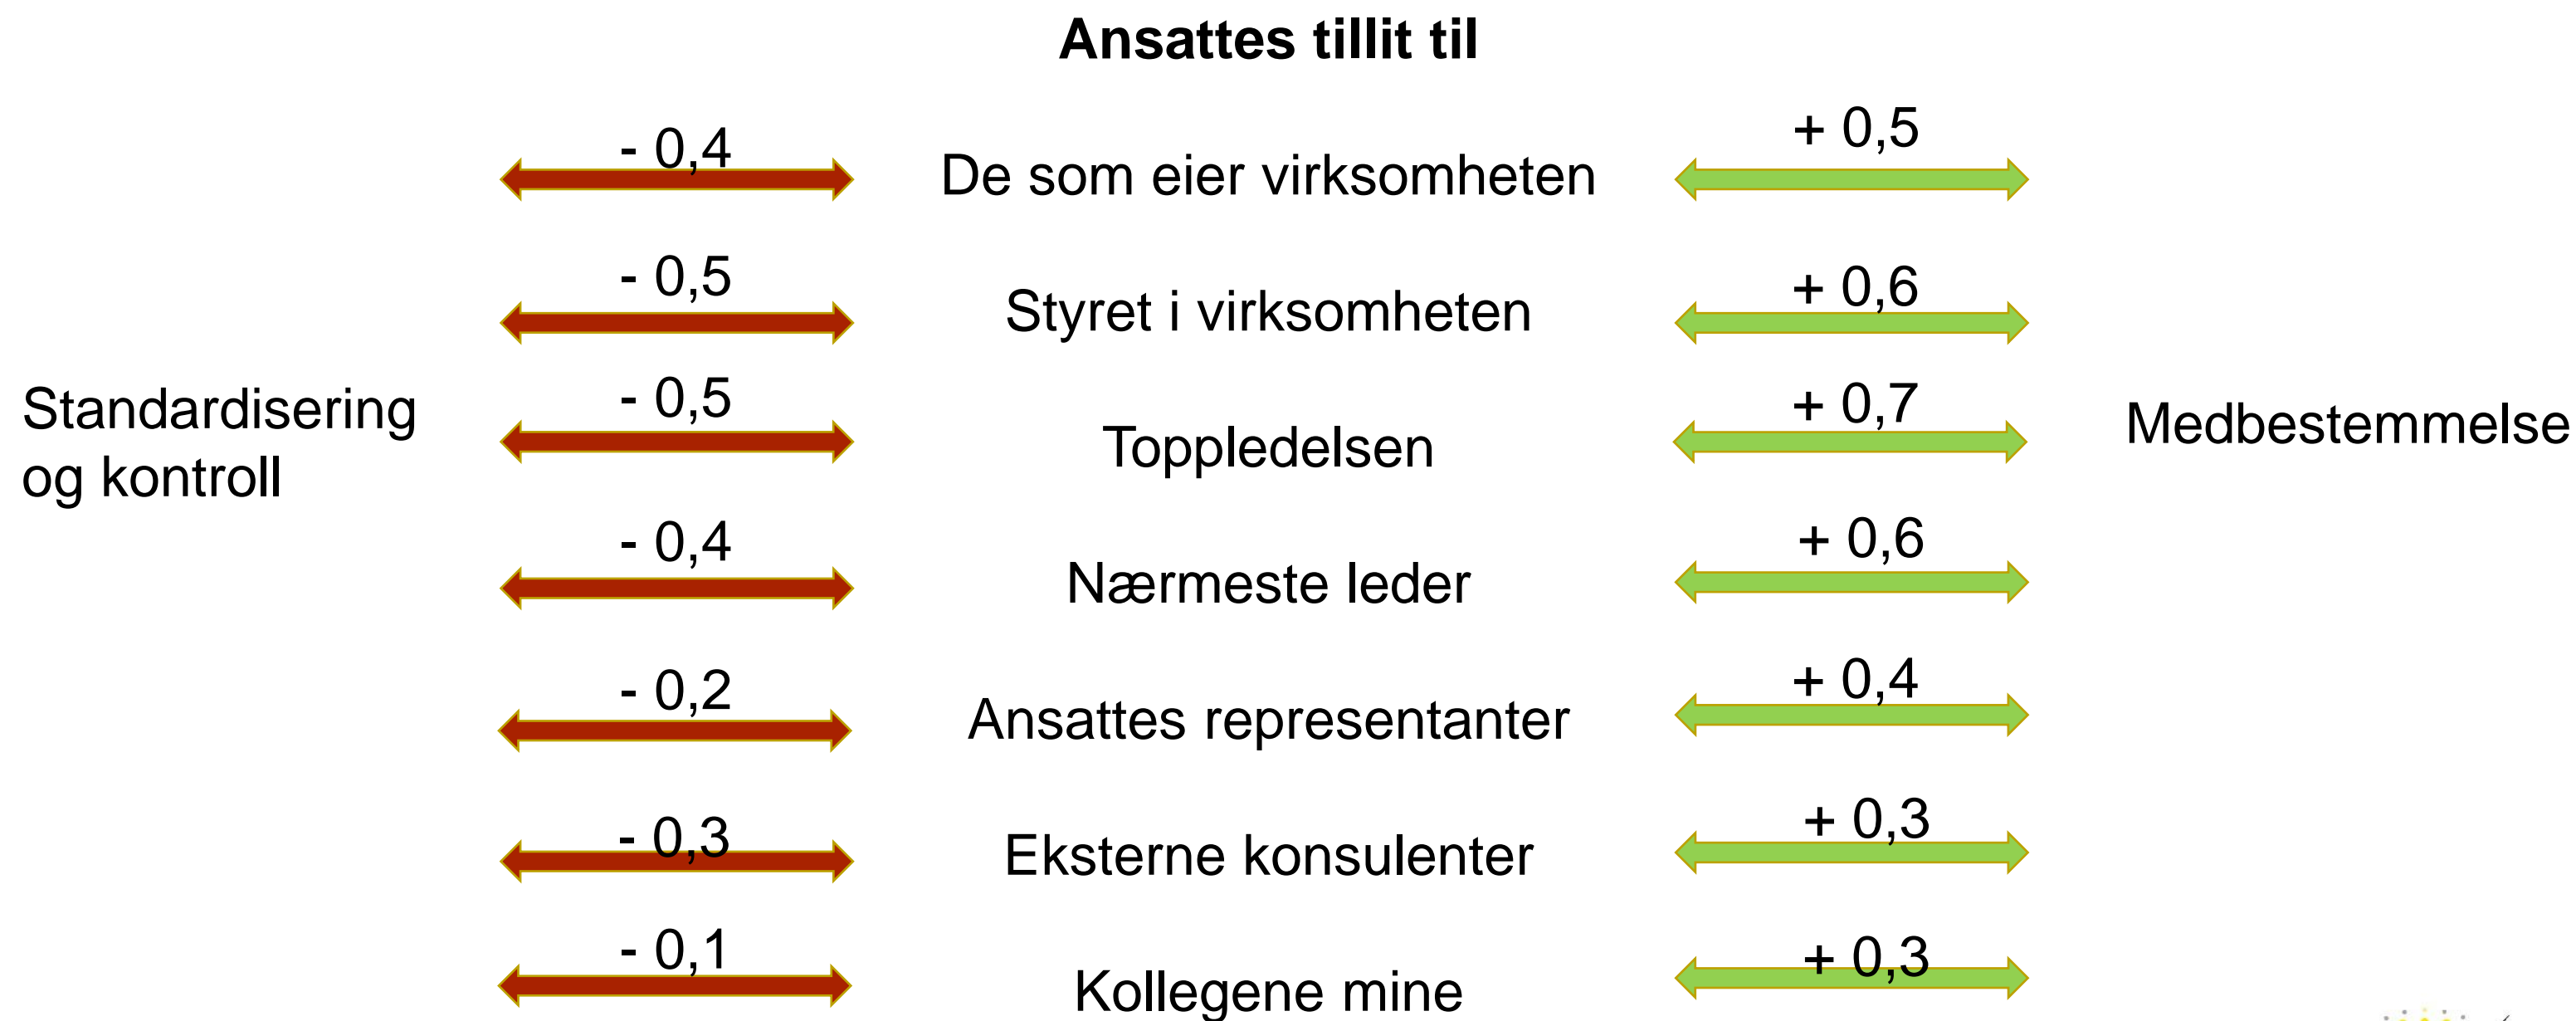 Ansattes tillit til
- 0,4
De som eier virksomheten
+ 0,5
- 0,5
Styret i virksomheten
+ 0,6
Standardisering
og kontroll
- 0,5
Toppledelsen
+ 0,7
Medbestemmelse
- 0,4
Nærmeste leder
+ 0,6
- 0,2
Ansattes representanter
+ 0,4
- 0,3
Eksterne konsulenter
+ 0,3
- 0,1
Kollegene mine
+ 0,3